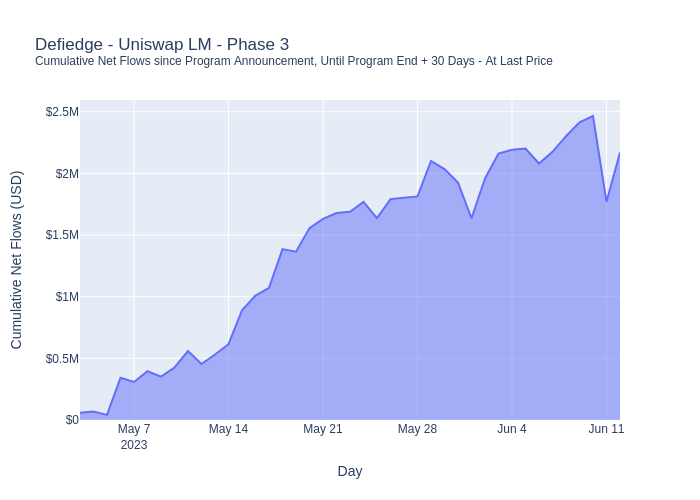 Defiedge - Uniswap LM - Phase 3
Cumulative Net Flows since Program Announcement, Until Program End + 30 Days - At Last Price
Cumulative Net Flows (USD)
$2.5M
$2M
$1.5M
$1M
$0.5M
$0
May 7
2023
May 14
May 21
May 28
Jun 4
Jun 11
Day